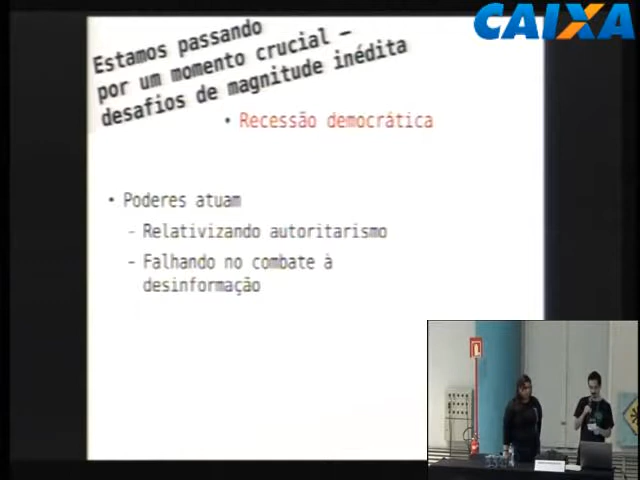 CAIXA
Estamos passando
por um momento crucial –
desafios de magnitude inédita
• Recessão democrática
• Poderes atuam
- Relativizando autoritarismo
- Falhando no combate à
desinformação